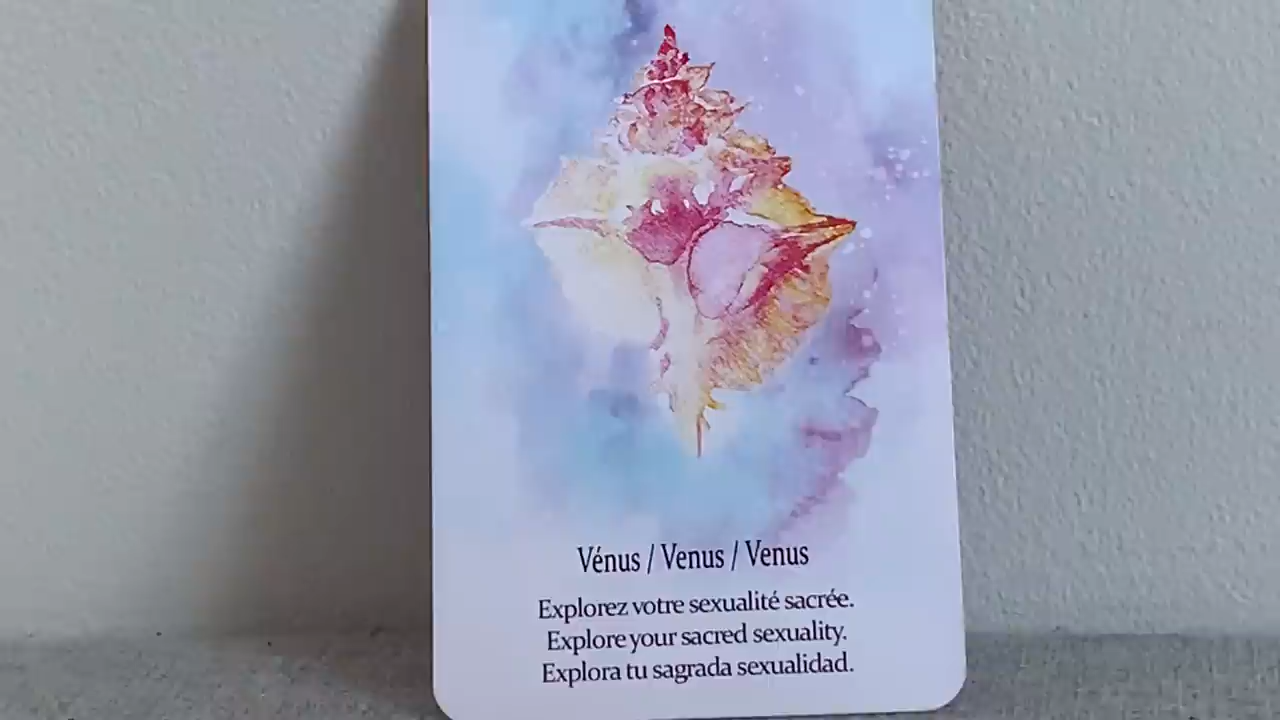 Vénus / Venus / Venus
Explorez votre sexualité sacrée.
Explore your sacred sexuality.
Explora tu sagrada sexualidad.